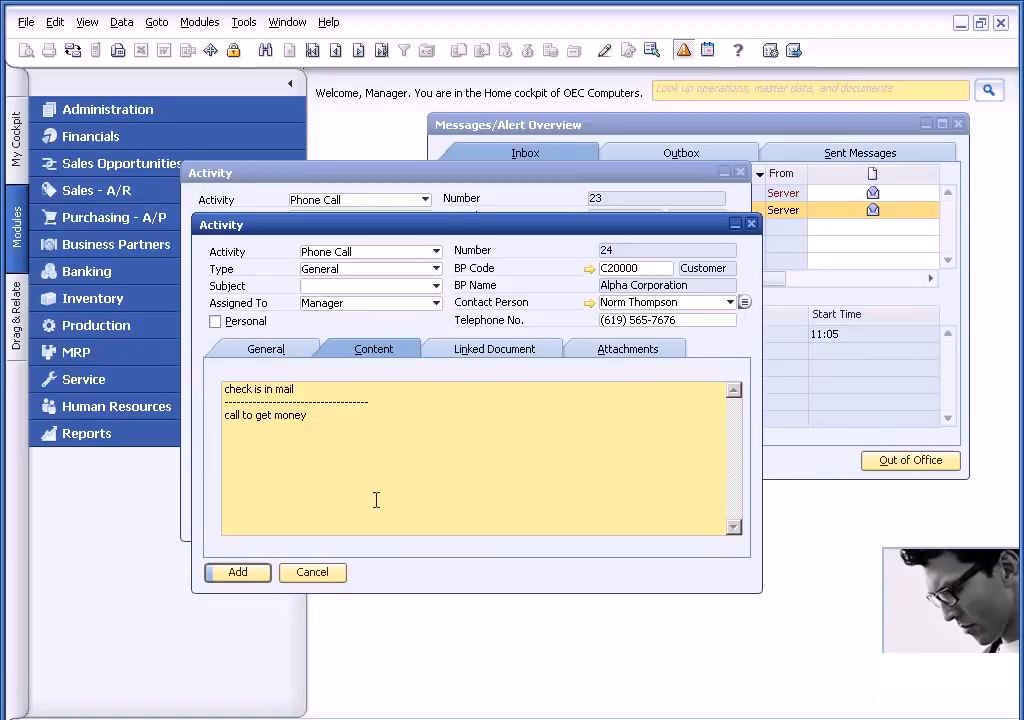 File Edit View Data Goto Modules Tools Window Help
Welcome, Manager. You are in the Home cockpit of OEC Computers.
Look up operations, master data, and documents
My Cockpit
Modules
Drag & Relate
Administration
Financials
Sales Opportunities
Sales - A/R
Purchasing - A/P
Business Partners
Banking
Inventory
Production
MRP
Service
Human Resources
Reports
Messages/Alert Overview
Inbox Outbox Sent Messages
From
Server
Server
Start Time
11:05
Out of Office
Activity
Activity Phone Call Number 23
Activity
Activity Phone Call Number 24
Type General BP Code C20000 Customer
Subject BP Name Alpha Corporation
Assigned To Manager Contact Person Norm Thompson
Personal Telephone No. (619) 565-7676
General Content Linked Document Attachments
check is in mail
------------------------------------
call to get money
Add Cancel